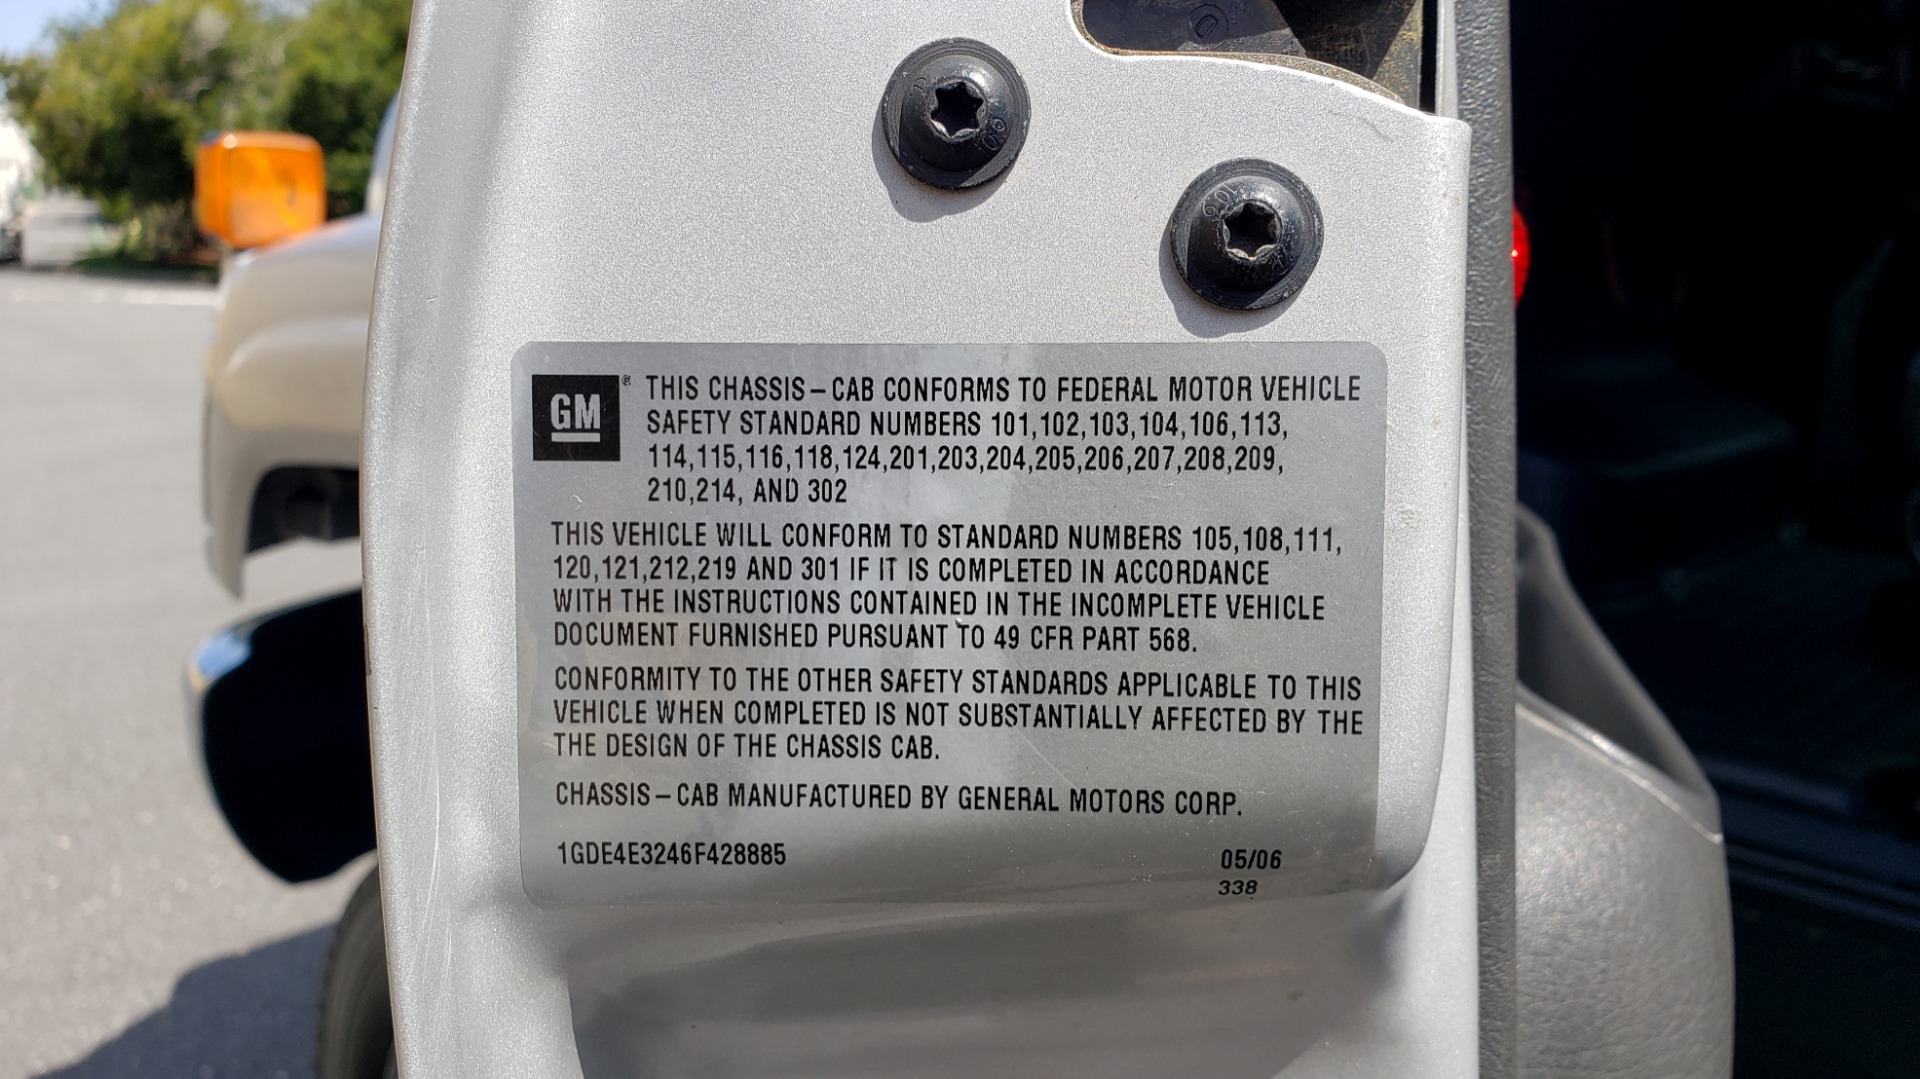 GM ® THIS CHASSIS – CAB CONFORMS TO FEDERAL MOTOR VEHICLE
SAFETY STANDARD NUMBERS 101,102,103,104,106,113,
114,115,116,118,124,201,203,204,205,206,207,208,209,
210,214, AND 302
THIS VEHICLE WILL CONFORM TO STANDARD NUMBERS 105,108,111,
120,121,212,219 AND 301 IF IT IS COMPLETED IN ACCORDANCE
WITH THE INSTRUCTIONS CONTAINED IN THE INCOMPLETE VEHICLE
DOCUMENT FURNISHED PURSUANT TO 49 CFR PART 568.
CONFORMITY TO THE OTHER SAFETY STANDARDS APPLICABLE TO THIS
VEHICLE WHEN COMPLETED IS NOT SUBSTANTIALLY AFFECTED BY THE
THE DESIGN OF THE CHASSIS CAB.
CHASSIS – CAB MANUFACTURED BY GENERAL MOTORS CORP.
1GDE4E3246F428885 05/06
338